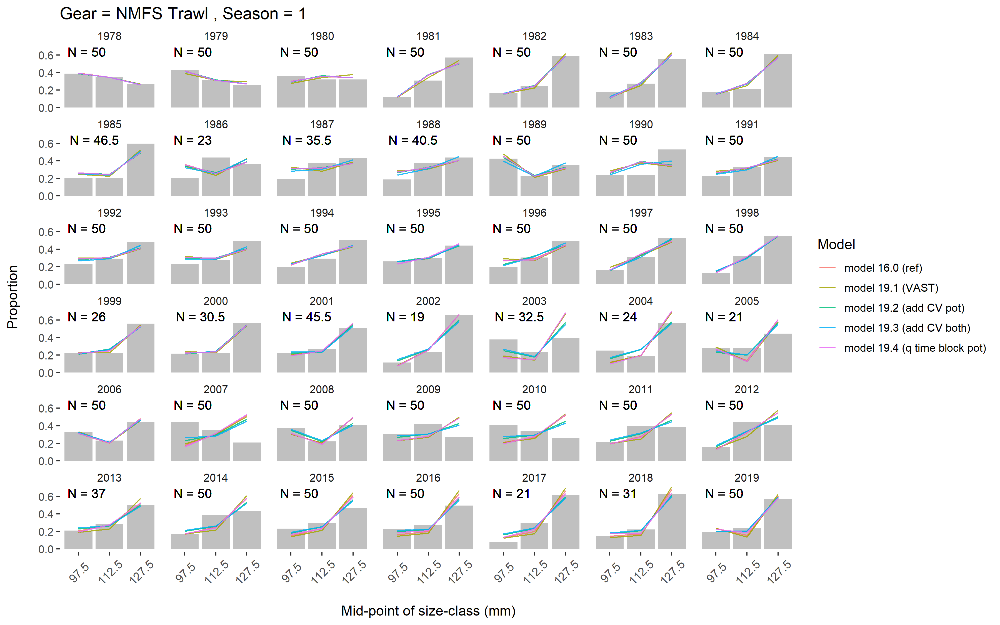 Gear = NMFS Trawl , Season = 1
1978 1979 1980 1981 1982 1983 1984
N = 50 N = 50 N = 50 N = 50 N = 50 N = 50 N = 50
0.6
0.4
0.2
0.0
1985 1986 1987 1988 1989 1990 1991
N = 46.5 N = 23 N = 35.5 N = 40.5 N = 50 N = 50 N = 50
0.6
0.4
0.2
0.0
1992 1993 1994 1995 1996 1997 1998
N = 50 N = 50 N = 50 N = 50 N = 50 N = 50 N = 50
0.6
0.4
0.2
0.0
1999 2000 2001 2002 2003 2004 2005
N = 26 N = 30.5 N = 45.5 N = 19 N = 32.5 N = 24 N = 21
0.6
0.4
0.2
0.0
2006 2007 2008 2009 2010 2011 2012
N = 50 N = 50 N = 50 N = 50 N = 50 N = 50 N = 50
0.6
0.4
0.2
0.0
2013 2014 2015 2016 2017 2018 2019
N = 37 N = 50 N = 50 N = 50 N = 21 N = 31 N = 50
0.6
0.4
0.2
0.0
97.5 112.5 127.5 97.5 112.5 127.5 97.5 112.5 127.5 97.5 112.5 127.5 97.5 112.5 127.5 97.5 112.5 127.5 97.5 112.5 127.5
Mid-point of size-class (mm)
Proportion
Model
model 16.0 (ref)
model 19.1 (VAST)
model 19.2 (add CV pot)
model 19.3 (add CV both)
model 19.4 (q time block pot)